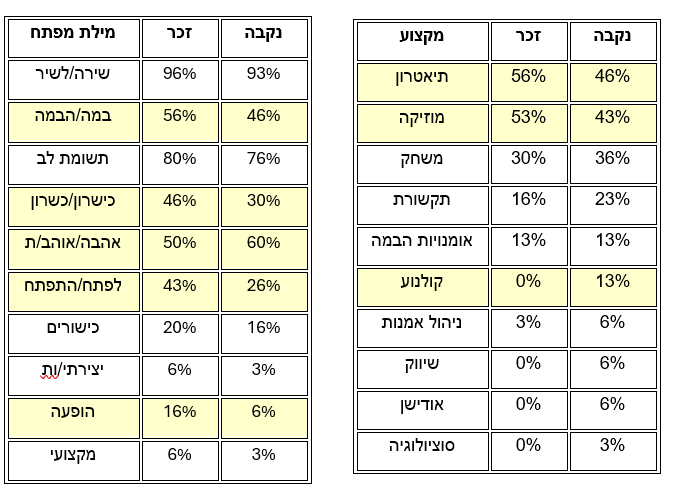 מקצוע זכר נקבה
תיאטרון 56% 46%
מוזיקה 53% 43%
משחק 30% 36%
תקשורת 16% 23%
אומנויות הבמה 13% 13%
קולנוע 0% 13%
ניהול אמנות 3% 6%
שיווק 0% 6%
אודישן 0% 6%
סוציולוגיה 0% 3%
מילת מפתח זכר נקבה
שירה/לשיר 96% 93%
במה/הבמה 56% 46%
תשומת לב 80% 76%
כישרון/כשרון 46% 30%
אהבה/אוהב/ת 50% 60%
לפתח/התפתח 43% 26%
כישורים 20% 16%
יצירתי/ות 6% 3%
הופעה 16% 6%
מקצועי 6% 3%